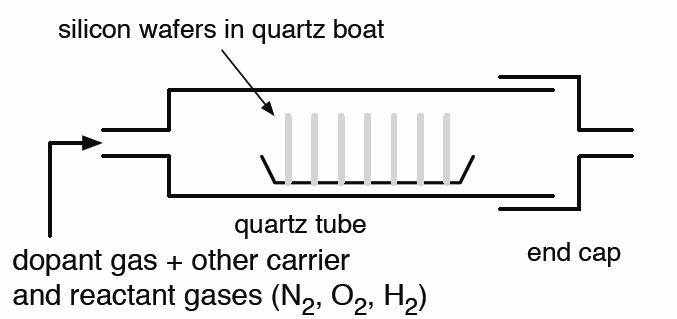 silicon wafers in quartz boat
quartz tube
end cap
dopant gas + other carrier
and reactant gases (N₂, O₂, H₂)